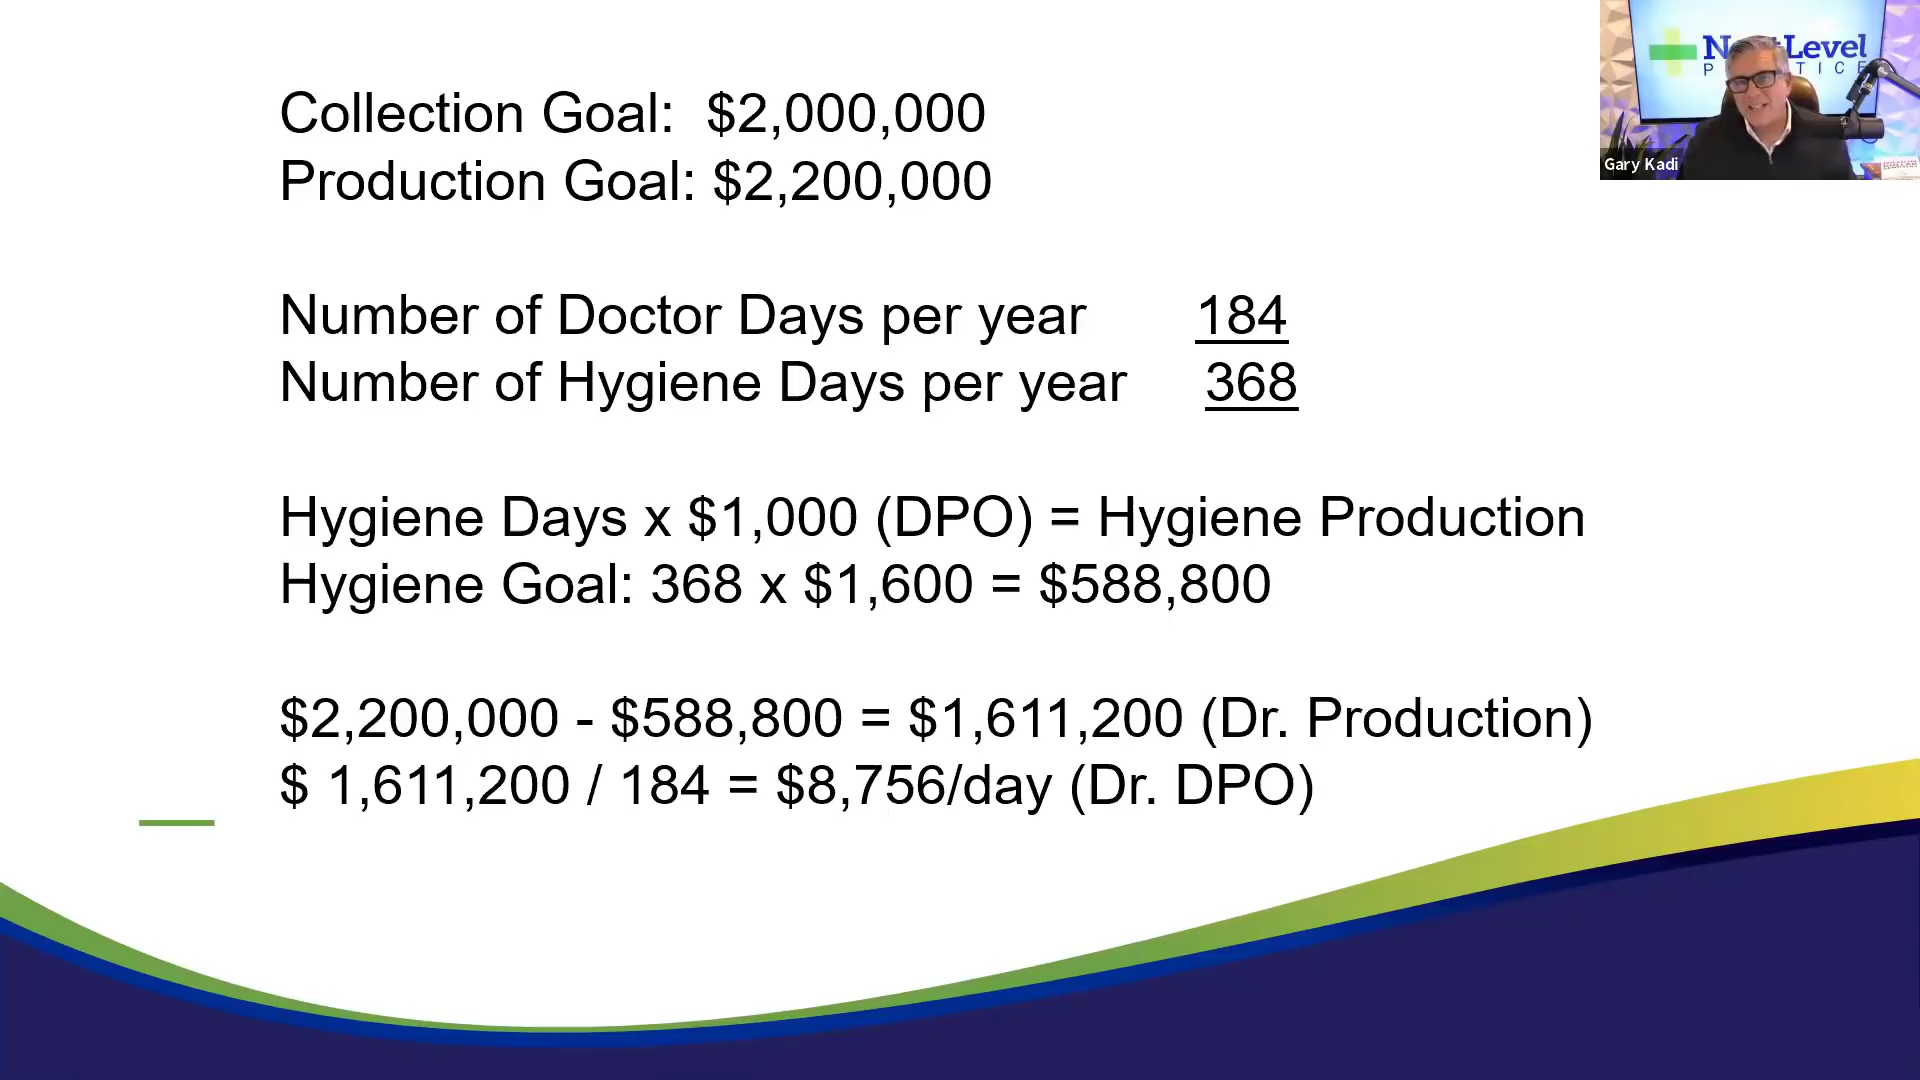 Collection Goal: $2,000,000
Production Goal: $2,200,000
Number of Doctor Days per year 184
Number of Hygiene Days per year 368
Hygiene Days x $1,000 (DPO) = Hygiene Production
Hygiene Goal: 368 x $1,600 = $588,800
$2,200,000 - $588,800 = $1,611,200 (Dr. Production)
$ 1,611,200 / 184 = $8,756/day (Dr. DPO)
Level
Gary Kadi